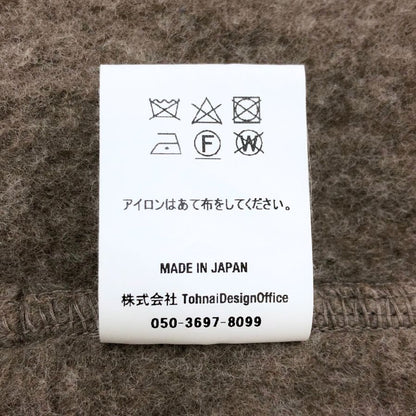 F W
アイロンはあて布をしてください。
MADE IN JAPAN
株式会社 TohnaiDesignOffice
050-3697-8099